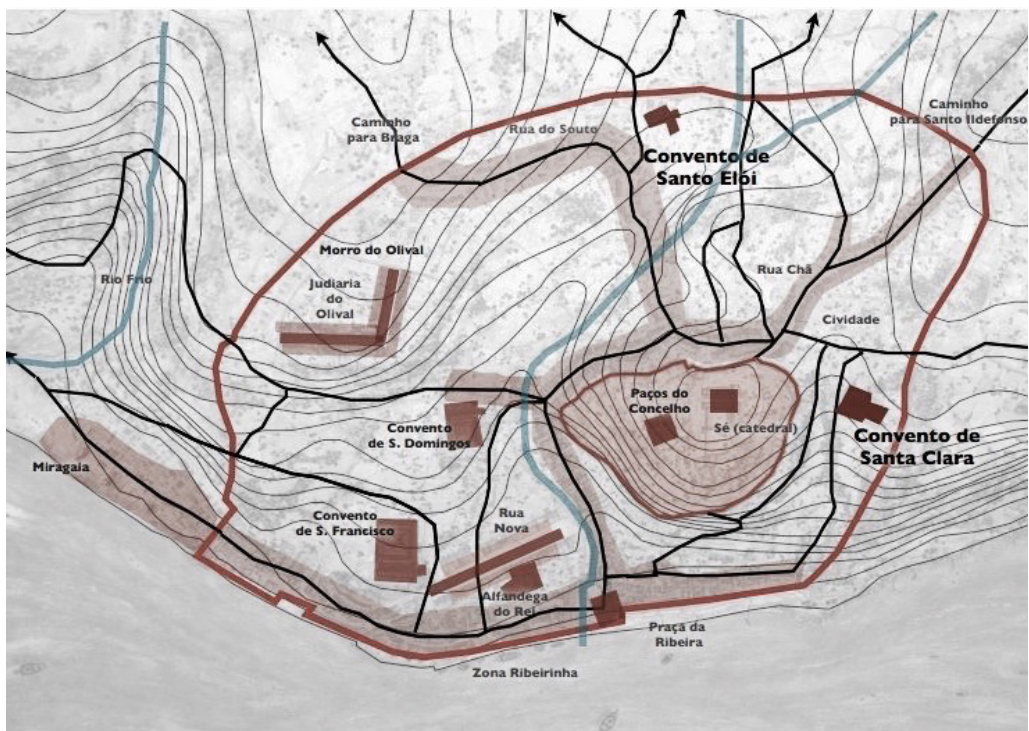 Caminho
para Braga
Rua do Souto
Caminho
para Santo Ildefonso
Convento de
Santo Elói
Morro do Olival
Judiaria
do
Olival
Rio Frio
Rua Chã
Cividade
Paços do
Concelho
Sé (catedral)
Convento
de S. Domingos
Convento de
Santa Clara
Miragaia
Convento
de S. Francisco
Rua
Nova
Alfandega
do Rei
Praça da
Ribeira
Zona Ribeirinha